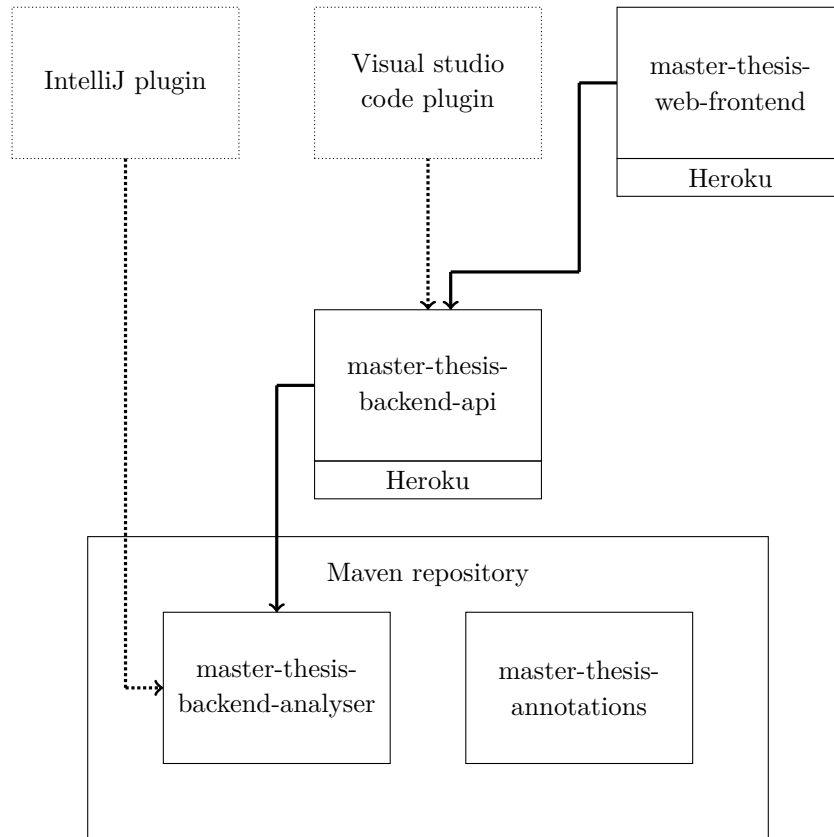 IntelliJ plugin
Visual studio
code plugin
master-thesis-
web-frontend
Heroku
master-thesis-
backend-api
Heroku
Maven repository
master-thesis-
backend-analyser
master-thesis-
annotations